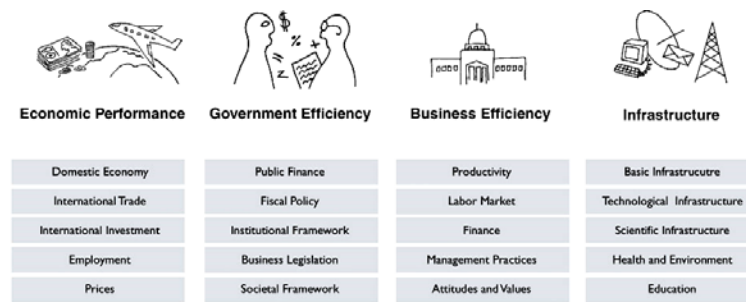 $
%
+
=
z
Economic Performance Government Efficiency Business Efficiency Infrastructure
Domestic Economy Public Finance Productivity Basic Infrastrucutre
International Trade Fiscal Policy Labor Market Technological Infrastructure
International Investment Institutional Framework Finance Scientific Infrastructure
Employment Business Legislation Management Practices Health and Environment
Prices Societal Framework Attitudes and Values Education